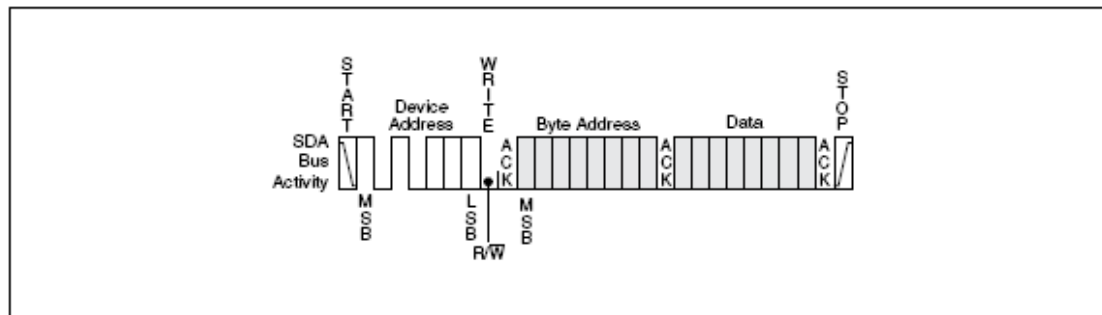 START
WRITE
STOP
Device
Address
Byte Address
Data
SDA
Bus
Activity
ACK
ACK
ACK
MSB
LSB
MSB
R/W̅